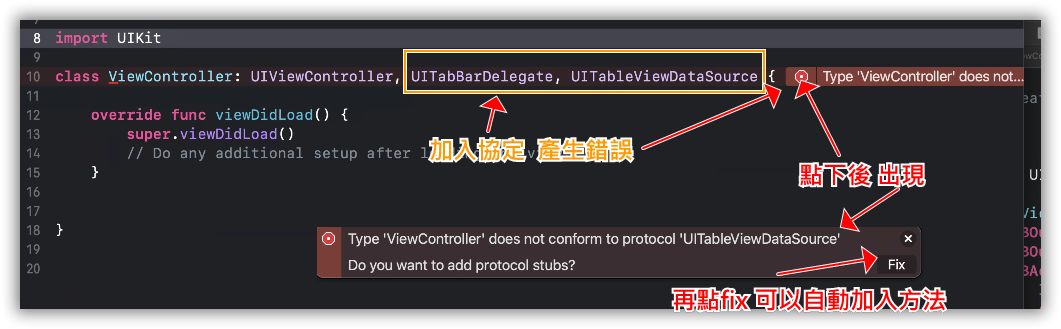 8 import UIKit
9
10 class ViewController: UIViewController, UITabBarDelegate, UITableViewDataSource { Type 'ViewController' does not...
11
12 override func viewDidLoad() {
13 super.viewDidLoad()
14 // Do any additional setup after
加入協定 產生錯誤
15 }
點下後 出現
16
17
18 }
19
20
Type 'ViewController' does not conform to protocol 'UITableViewDataSource'
Do you want to add protocol stubs? Fix
再點fix 可以自動加入方法